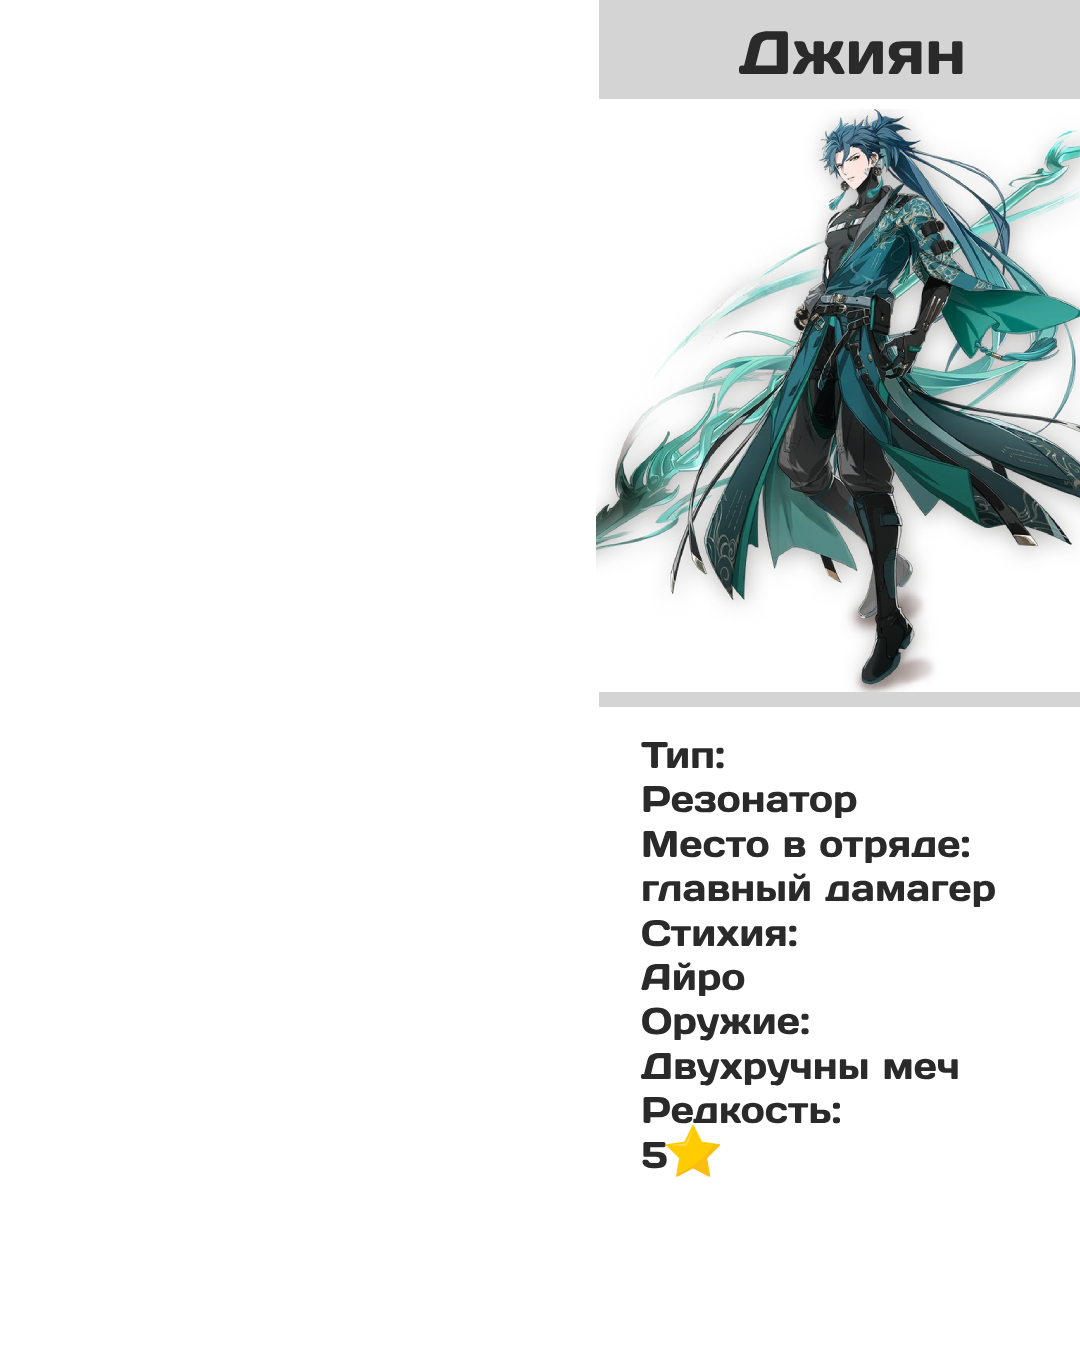 Джиян
Тип:
Резонатор
Место в отряде:
главный дамагер
Стихия:
Айро
Оружие:
Двухручны меч
Редкость:
5⭐